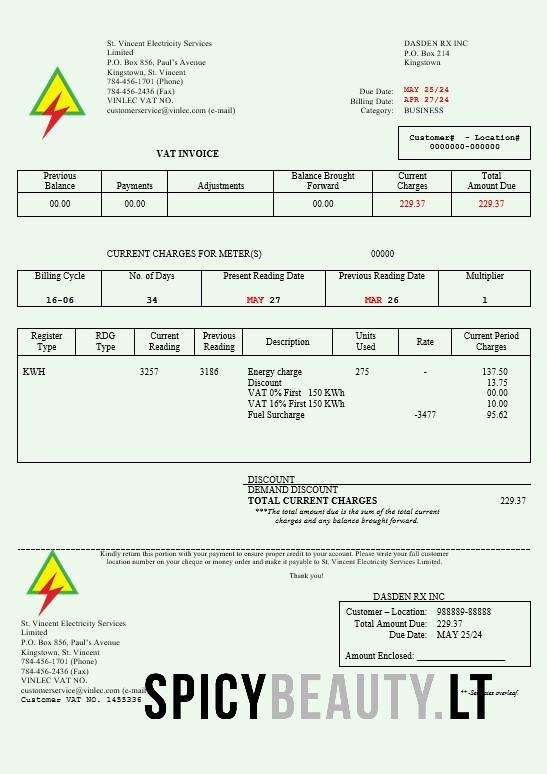 St. Vincent Electricity Services
Limited
P.O. Box 856, Paul's Avenue
Kingstown, St. Vincent
784-456-1701 (Phone)
784-456-2436 (Fax)
VINLEC VAT NO.
customerservice@vinlec.com (e-mail)
DASDEN RX INC
P.O. Box 214
Kingstown
Due Date: MAY 25/24
Billing Date: APR 27/24
Category: BUSINESS
Customer# - Location#
0000000-000000
VAT INVOICE
Previous Balance Payments Adjustments Balance Brought Forward Current Charges Total Amount Due
00.00 00.00 00.00 229.37 229.37
CURRENT CHARGES FOR METER(S) 00000
Billing Cycle No. of Days Present Reading Date Previous Reading Date Multiplier
16-06 34 MAY 27 MAR 26 1
Register Type RDG Type Current Reading Previous Reading Description Units Used Rate Current Period Charges
KWH 3257 3186 Energy charge 275 - 137.50
Discount 13.75
VAT 0% First 150 KWh 00.00
VAT 16% First 150 KWh 10.00
Fuel Surcharge -3477 95.62
DISCOUNT
DEMAND DISCOUNT
TOTAL CURRENT CHARGES 229.37
***The total amount due is the sum of the total current
charges and any balance brought forward.
Kindly return this portion with your payment to ensure proper credit to your account. Please write your full customer
location number on your cheque or money order and make it payable to St. Vincent Electricity Services Limited.
Thank you!
St. Vincent Electricity Services
Limited
P.O. Box 856, Paul's Avenue
Kingstown, St. Vincent
784-456-1701 (Phone)
784-456-2436 (Fax)
VINLEC VAT NO.
customerservice@vinlec.com (e-mail
Customer VAT NO. 1455336
DASDEN RX INC
Customer – Location: 988889-88888
Total Amount Due: 229.37
Due Date: MAY 25/24
Amount Enclosed: ____________________
overleaf.
SPICYBEAUTY.LT